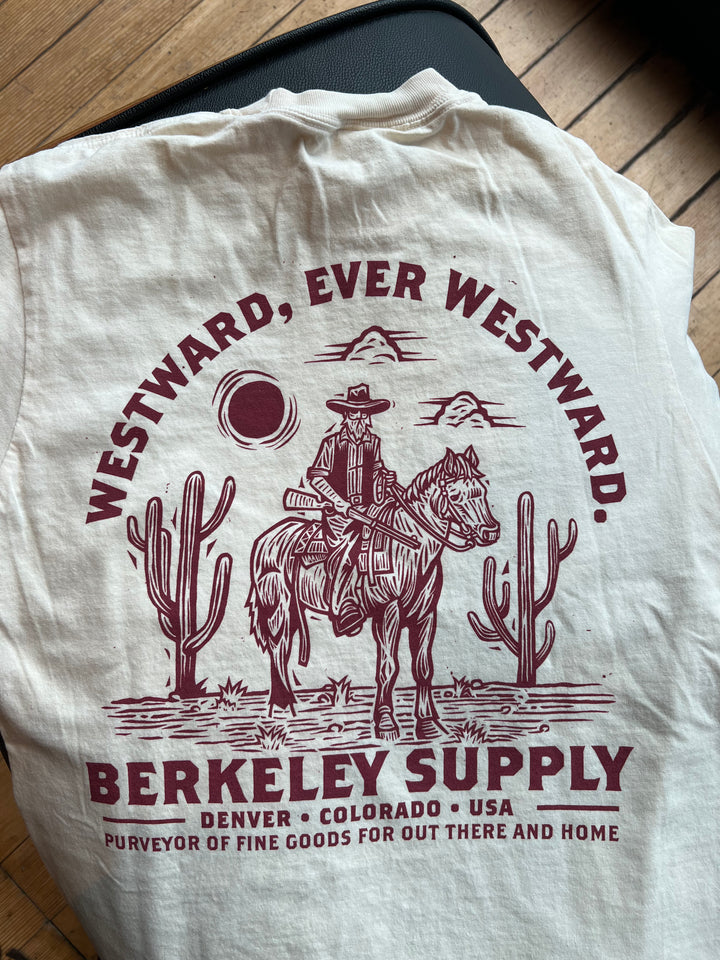 WESTWARD, EVER WESTWARD.
BERKELEY SUPPLY
DENVER • COLORADO • USA
PURVEYOR OF FINE GOODS FOR OUT THERE AND HOME